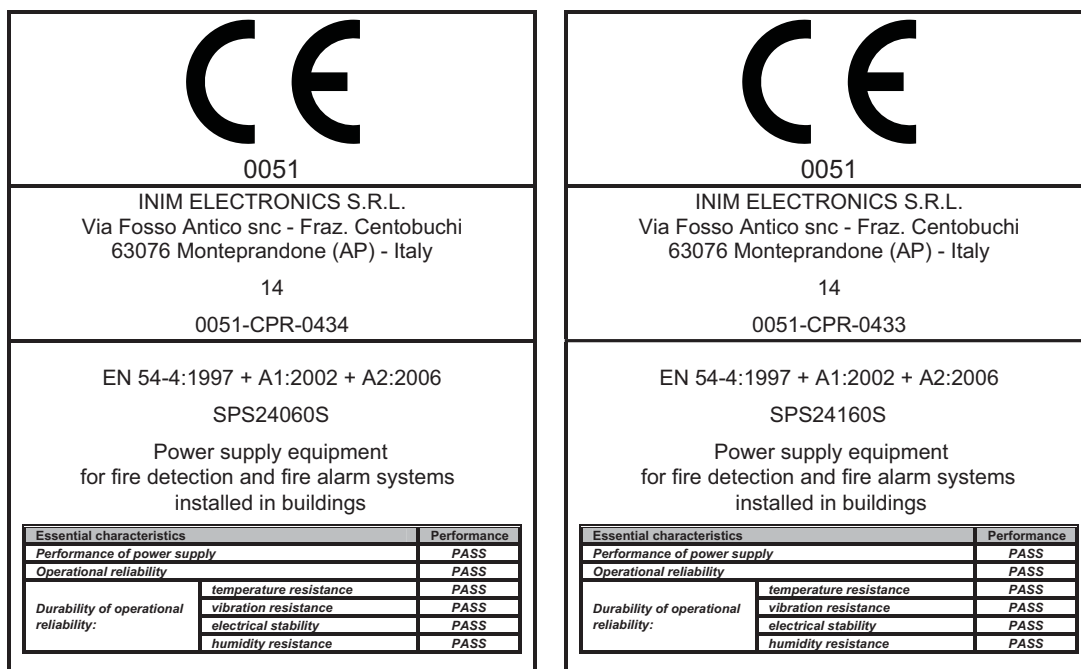 CE
0051
INIM ELECTRONICS S.R.L.
Via Fosso Antico snc - Fraz. Centobuchi
63076 Monteprandone (AP) - Italy
14
0051-CPR-0434
EN 54-4:1997 + A1:2002 + A2:2006
SPS24060S
Power supply equipment
for fire detection and fire alarm systems
installed in buildings
Essential characteristics Performance
Performance of power supply PASS
Operational reliability PASS
Durability of operational
reliability:
temperature resistance PASS
vibration resistance PASS
electrical stability PASS
humidity resistance PASS
CE
0051
INIM ELECTRONICS S.R.L.
Via Fosso Antico snc - Fraz. Centobuchi
63076 Monteprandone (AP) - Italy
14
0051-CPR-0433
EN 54-4:1997 + A1:2002 + A2:2006
SPS24160S
Power supply equipment
for fire detection and fire alarm systems
installed in buildings
Essential characteristics Performance
Performance of power supply PASS
Operational reliability PASS
Durability of operational
reliability:
temperature resistance PASS
vibration resistance PASS
electrical stability PASS
humidity resistance PASS